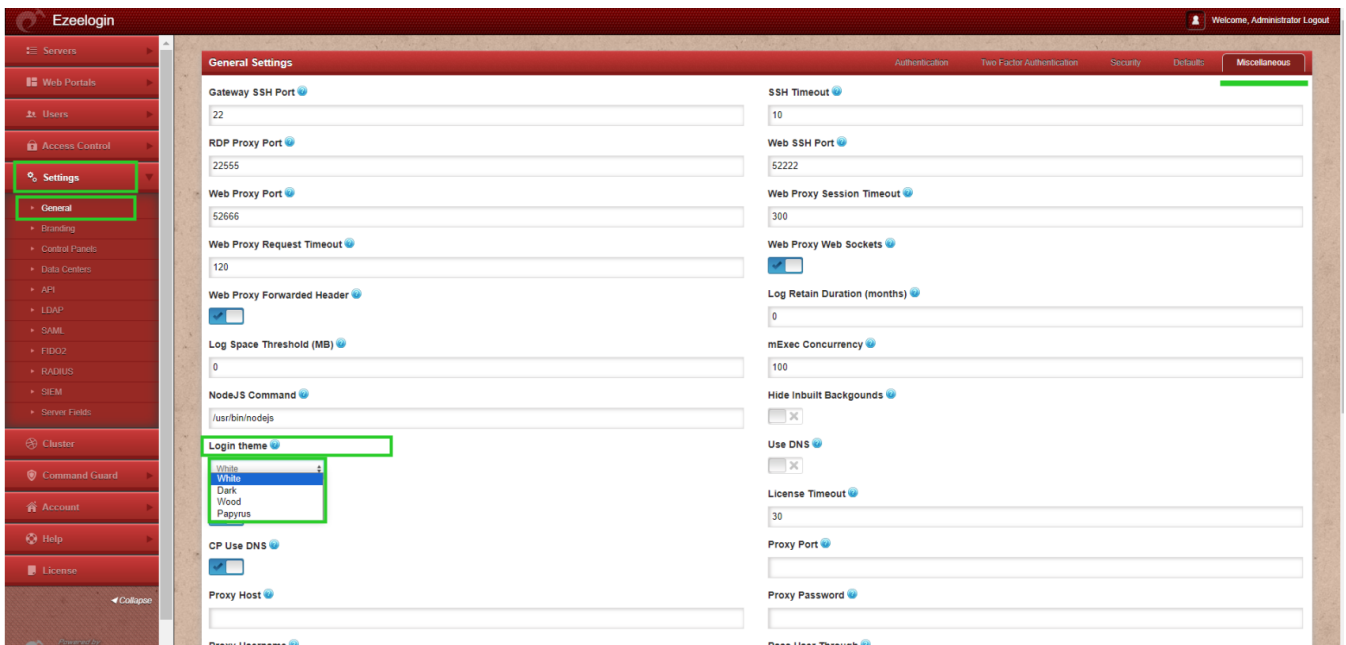 Ezeelogin
Welcome, Administrator Logout
Servers
Web Portals
Users
Access Control
Settings
General
Branding
Control Panels
Data Centers
API
LDAP
SAML
FIDO2
RADIUS
SIEM
Server Fields
Cluster
Command Guard
Account
Help
License
Collapse
General Settings
Authentication Two Factor Authentication Security Defaults Miscellaneous
Gateway SSH Port
22
SSH Timeout
10
RDP Proxy Port
22555
Web SSH Port
52222
Web Proxy Port
52666
Web Proxy Session Timeout
300
Web Proxy Request Timeout
120
Web Proxy Web Sockets
Web Proxy Forwarded Header
Log Retain Duration (months)
0
Log Space Threshold (MB)
0
mExec Concurrency
100
NodeJS Command
/usr/bin/nodejs
Hide Inbuilt Backgounds
Login theme
White
White
Dark
Wood
Papyrus
Use DNS
License Timeout
30
CP Use DNS
Proxy Port
Proxy Host
Proxy Password
Proxy Username
Pass User Through